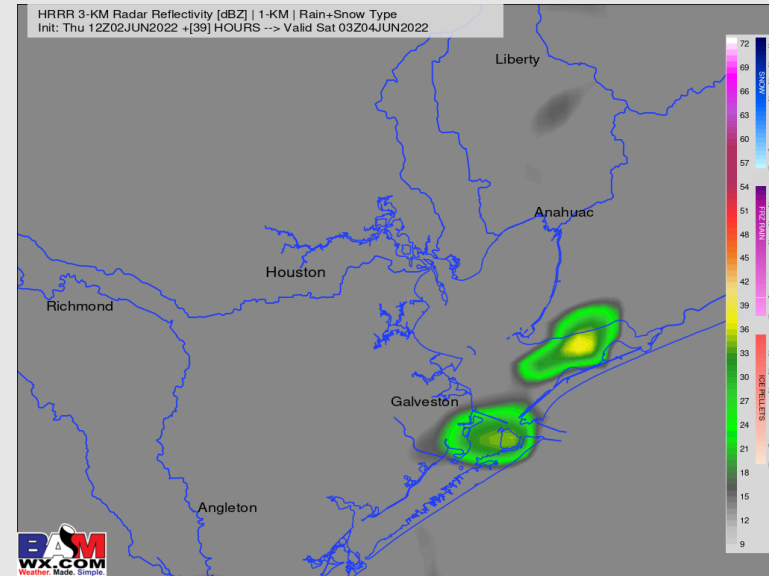 HRRR 3-KM Radar Reflectivity [dBZ] | 1-KM | Rain+Snow Type
Init: Thu 12Z02JUN2022 +[39] HOURS --> Valid Sat 03Z04JUN2022
Liberty
Anahuac
Houston
Richmond
Galveston
Angleton
72
69
66
63
60
57
54
51
48
45
42
39
36
33
30
27
24
21
18
15
12
9
SNOW
FRZ RAIN
ICE PELLETS
BAM
WX.COM
Weather. Made. Simple.